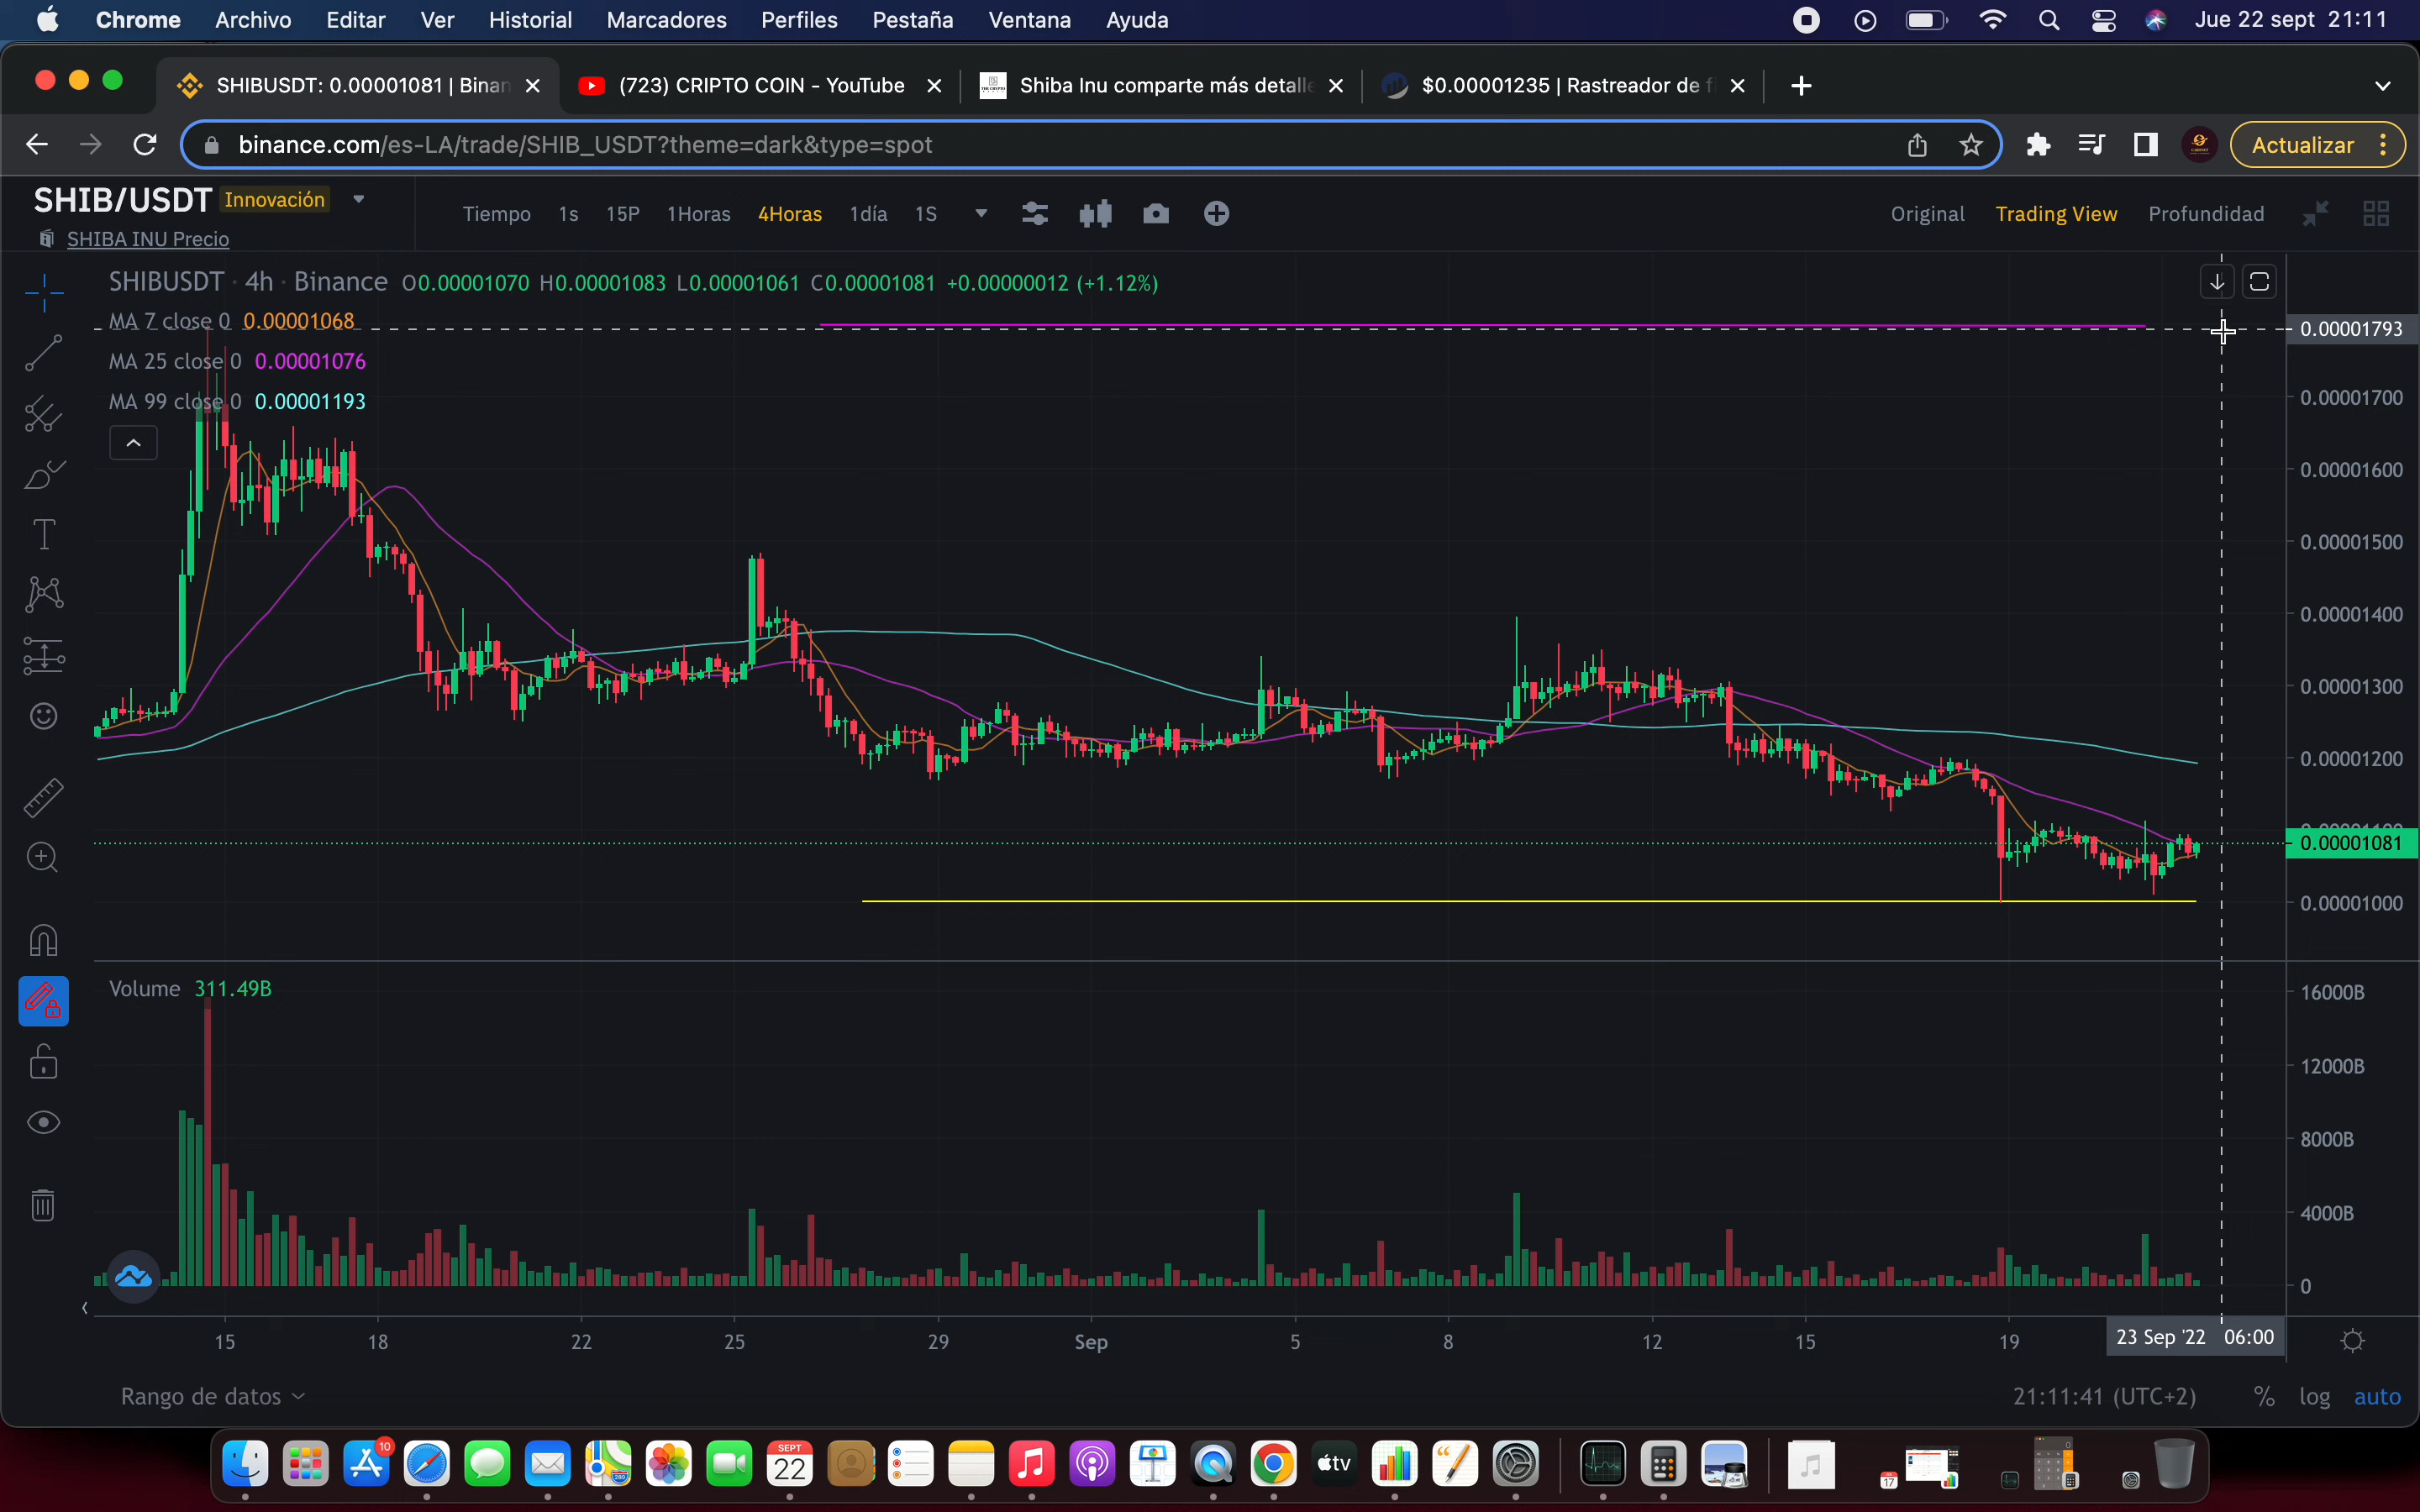 Chrome Archivo Editar Ver Historial Marcadores Perfiles Pestaña Ventana Ayuda Jue 22 sept 21:11
SHIBUSDT: 0.00001081 | Binan (723) CRIPTO COIN - YouTube Shiba Inu comparte más detalle $0.00001235 | Rastreador de f
binance.com/es-LA/trade/SHIB_USDT?theme=dark&type=spot Actualizar
SHIB/USDT Innovación
SHIBA INU Precio
Tiempo 1s 15P 1Horas 4Horas 1día 1S Original Trading View Profundidad
SHIBUSDT · 4h · Binance O0.00001070 H0.00001083 L0.00001061 C0.00001081 +0.00000012 (+1.12%)
MA 7 close 0 0.00001068
MA 25 close 0 0.00001076
MA 99 close 0 0.00001193
0.00001793
0.00001700
0.00001600
0.00001500
0.00001400
0.00001300
0.00001200
0.00001081
0.00001000
Volume 311.49B
16000B
12000B
8000B
4000B
0
15 18 22 25 29 Sep 5 8 12 15 19 23 Sep '22 06:00
Rango de datos 21:11:41 (UTC+2) % log auto
10
SEPT
22
tv
280
17